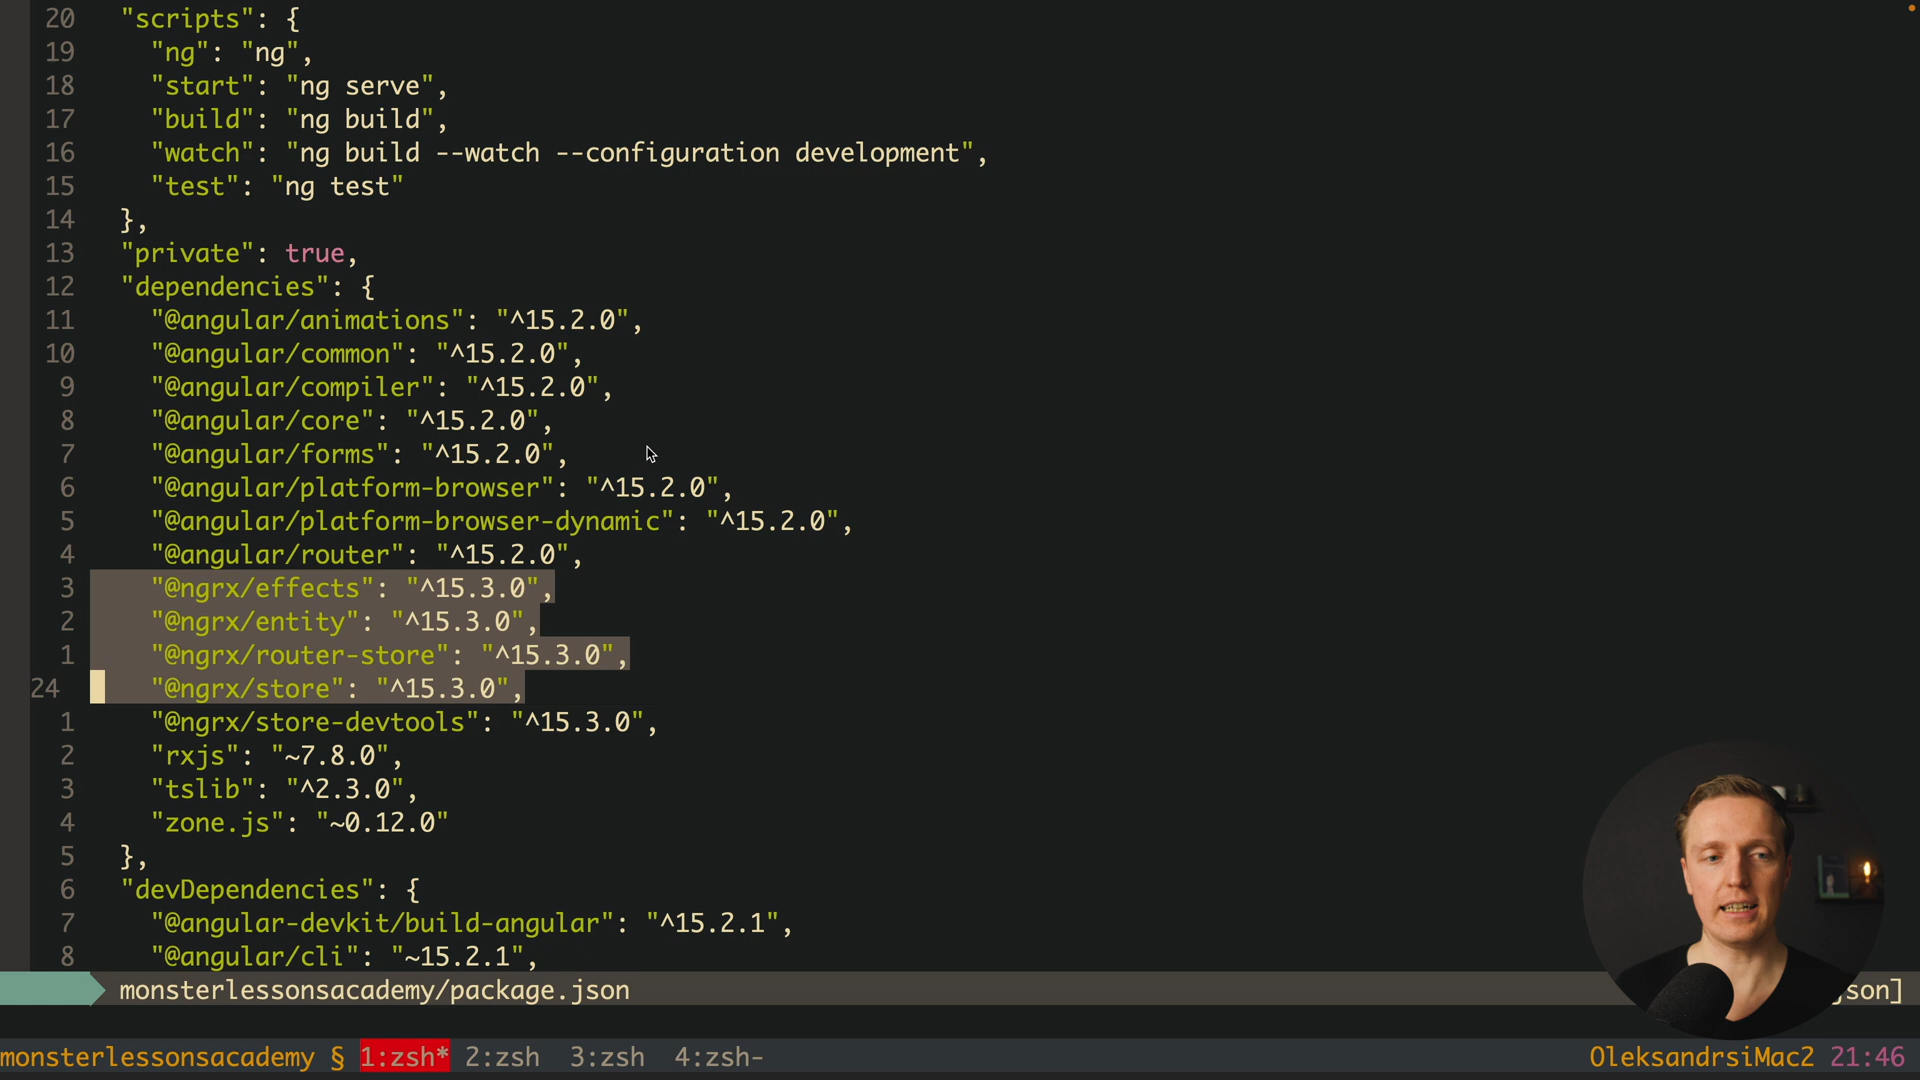 20 "scripts": {
19 "ng": "ng",
18 "start": "ng serve",
17 "build": "ng build",
16 "watch": "ng build --watch --configuration development",
15 "test": "ng test"
14 },
13 "private": true,
12 "dependencies": {
11 "@angular/animations": "^15.2.0",
10 "@angular/common": "^15.2.0",
9 "@angular/compiler": "^15.2.0",
8 "@angular/core": "^15.2.0",
7 "@angular/forms": "^15.2.0",
6 "@angular/platform-browser": "^15.2.0",
5 "@angular/platform-browser-dynamic": "^15.2.0",
4 "@angular/router": "^15.2.0",
3 "@ngrx/effects": "^15.3.0",
2 "@ngrx/entity": "^15.3.0",
1 "@ngrx/router-store": "^15.3.0",
24 "@ngrx/store": "^15.3.0",
1 "@ngrx/store-devtools": "^15.3.0",
2 "rxjs": "~7.8.0",
3 "tslib": "^2.3.0",
4 "zone.js": "~0.12.0"
5 },
6 "devDependencies": {
7 "@angular-devkit/build-angular": "^15.2.1",
8 "@angular/cli": "~15.2.1",
monsterlessonsacademy/package.json json]
monsterlessonsacademy § 1:zsh* 2:zsh 3:zsh 4:zsh- OleksandrsiMac2 21:46